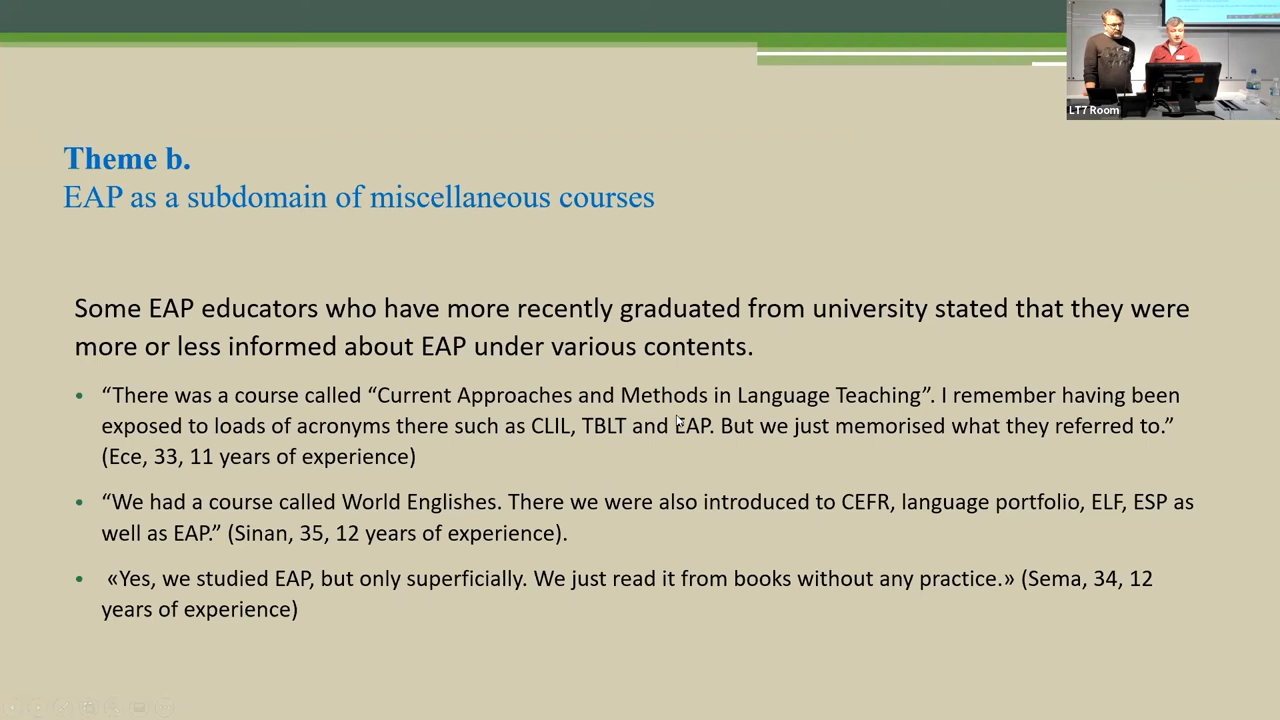 LT7 Room
Theme b.
EAP as a subdomain of miscellaneous courses
Some EAP educators who have more recently graduated from university stated that they were
more or less informed about EAP under various contents.
• “There was a course called “Current Approaches and Methods in Language Teaching”. I remember having been
exposed to loads of acronyms there such as CLIL, TBLT and EAP. But we just memorised what they referred to.”
(Ece, 33, 11 years of experience)
• “We had a course called World Englishes. There we were also introduced to CEFR, language portfolio, ELF, ESP as
well as EAP.” (Sinan, 35, 12 years of experience).
• «Yes, we studied EAP, but only superficially. We just read it from books without any practice.» (Sema, 34, 12
years of experience)